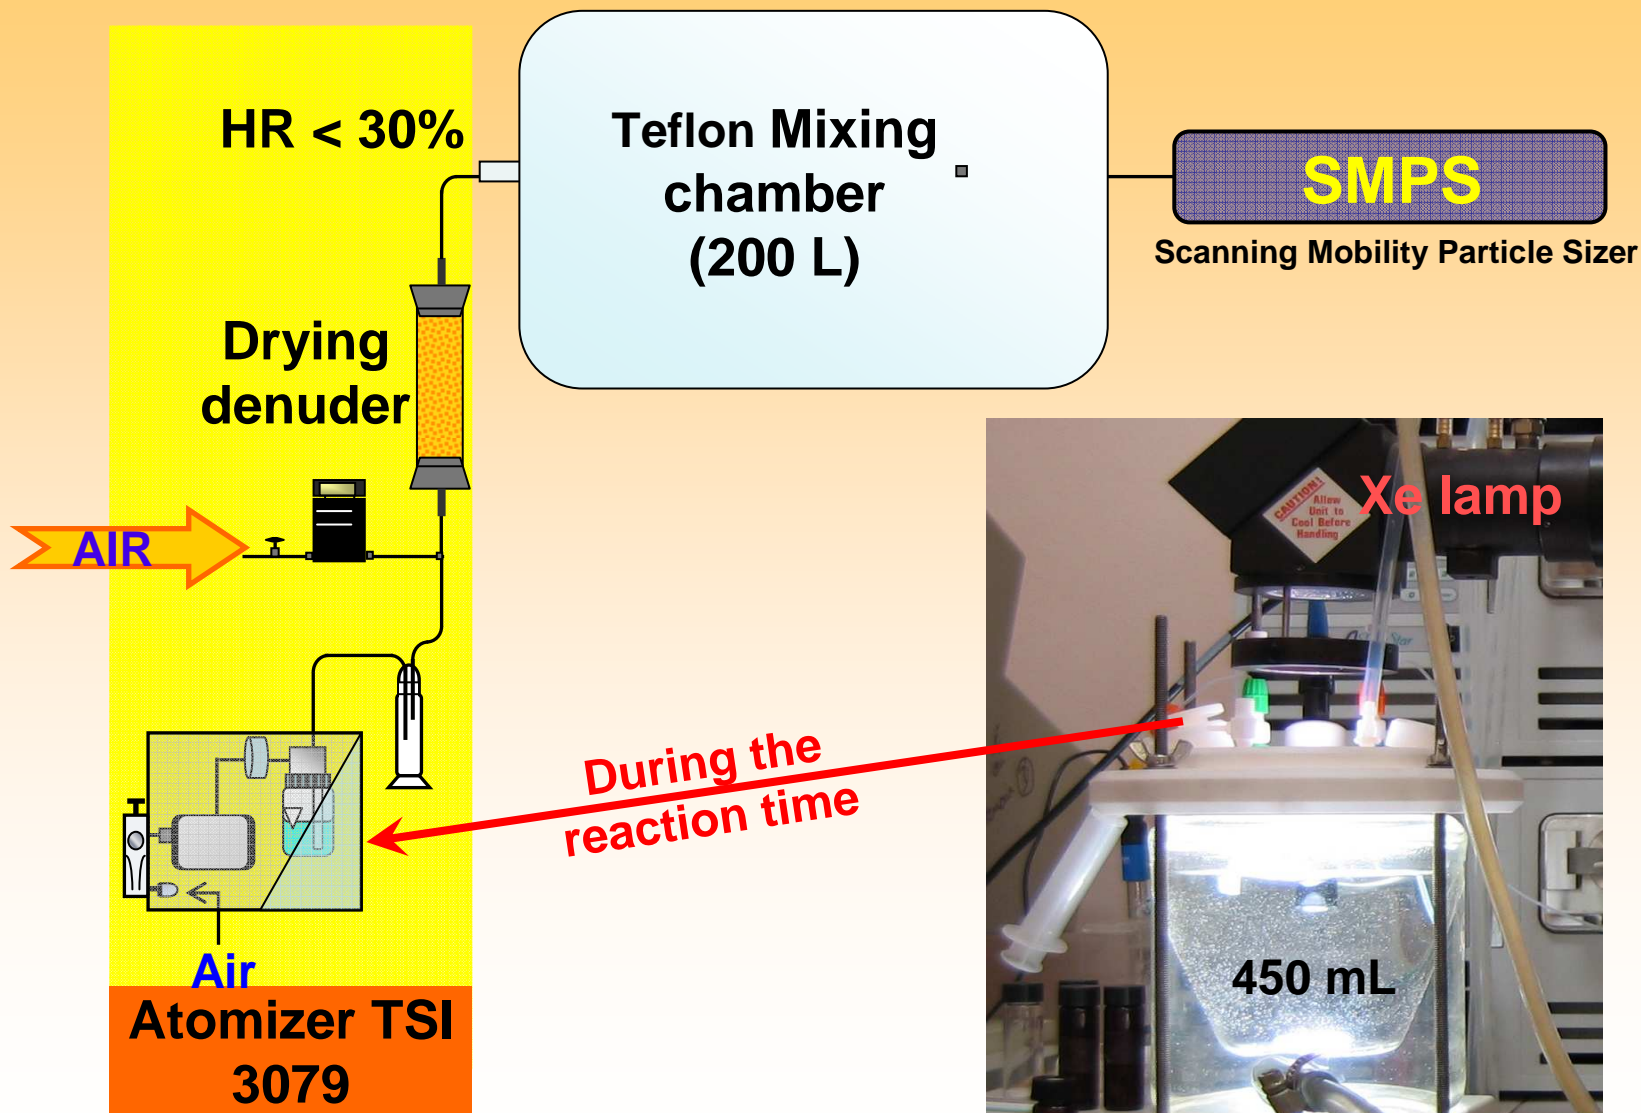 HR < 30%
Teflon Mixing
chamber
(200 L)
SMPS
Scanning Mobility Particle Sizer
Drying
denuder
AIR
CAUTION!
Allow
Unit to
Cool Before
Handling
Xe lamp
During the
reaction time
450 mL
Air
Atomizer TSI
3079